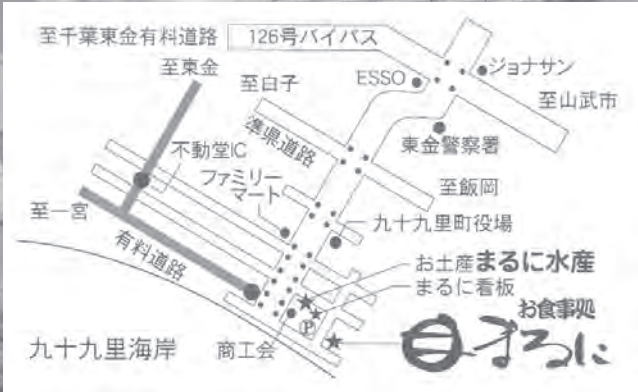 至千葉東金有料道路
126号バイパス
至東金
至白子
ESSO
ジョナサン
至山武市
準県道路
東金警察署
不動堂IC
ファミリー
マート
至飯岡
至一宮
九十九里町役場
有料道路
お土産まるに水産
まるに看板
P
お食事処
まるに
九十九里海岸
商工会